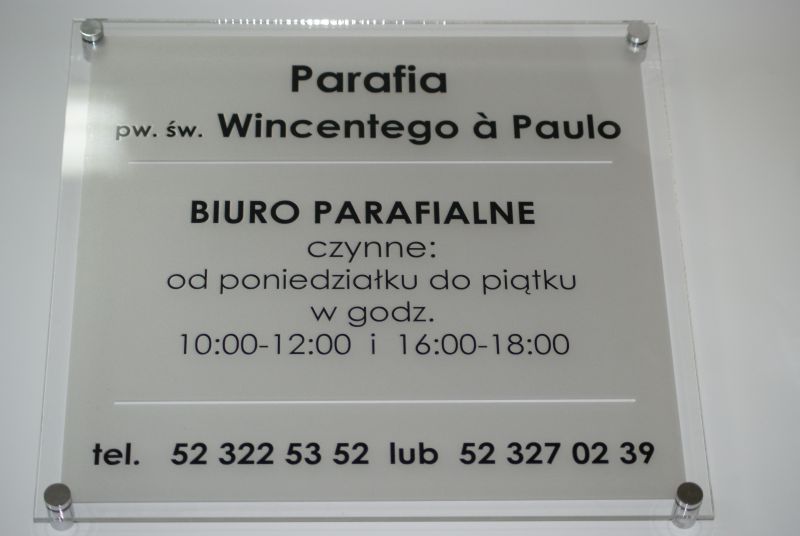 Parafia
pw. św. Wincentego à Paulo
BIURO PARAFIALNE
czynne:
od poniedziałku do piątku
w godz.
10:00-12:00 i 16:00-18:00
tel. 52 322 53 52 lub 52 327 02 39